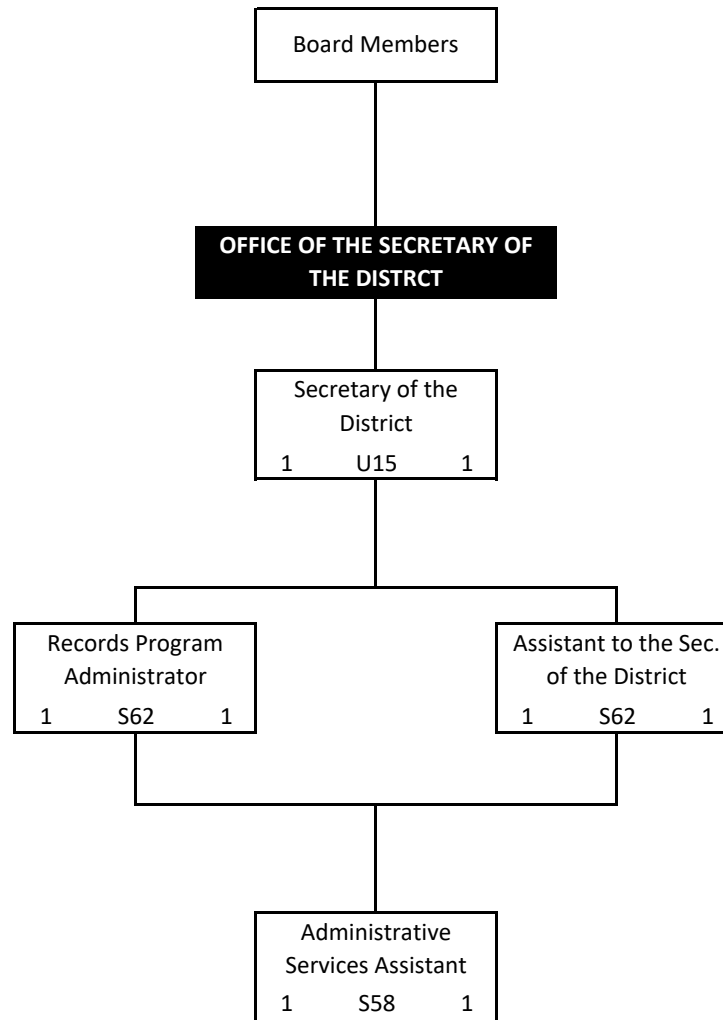 Board Members
OFFICE OF THE SECRETARY OF
THE DISTRCT
Secretary of the
District
1 U15 1
Records Program
Administrator
1 S62 1
Assistant to the Sec.
of the District
1 S62 1
Administrative
Services Assistant
1 S58 1